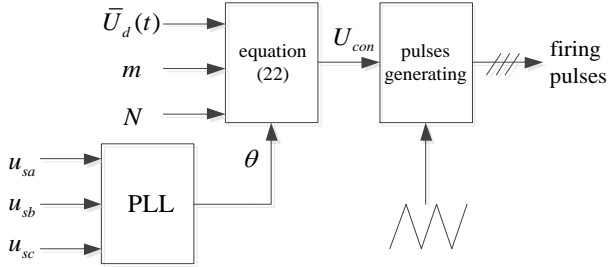 Ū_d(t)
m
N
equation
(22)
U_con
pulses
generating
firing
pulses
θ
u_sa
u_sb
u_sc
PLL